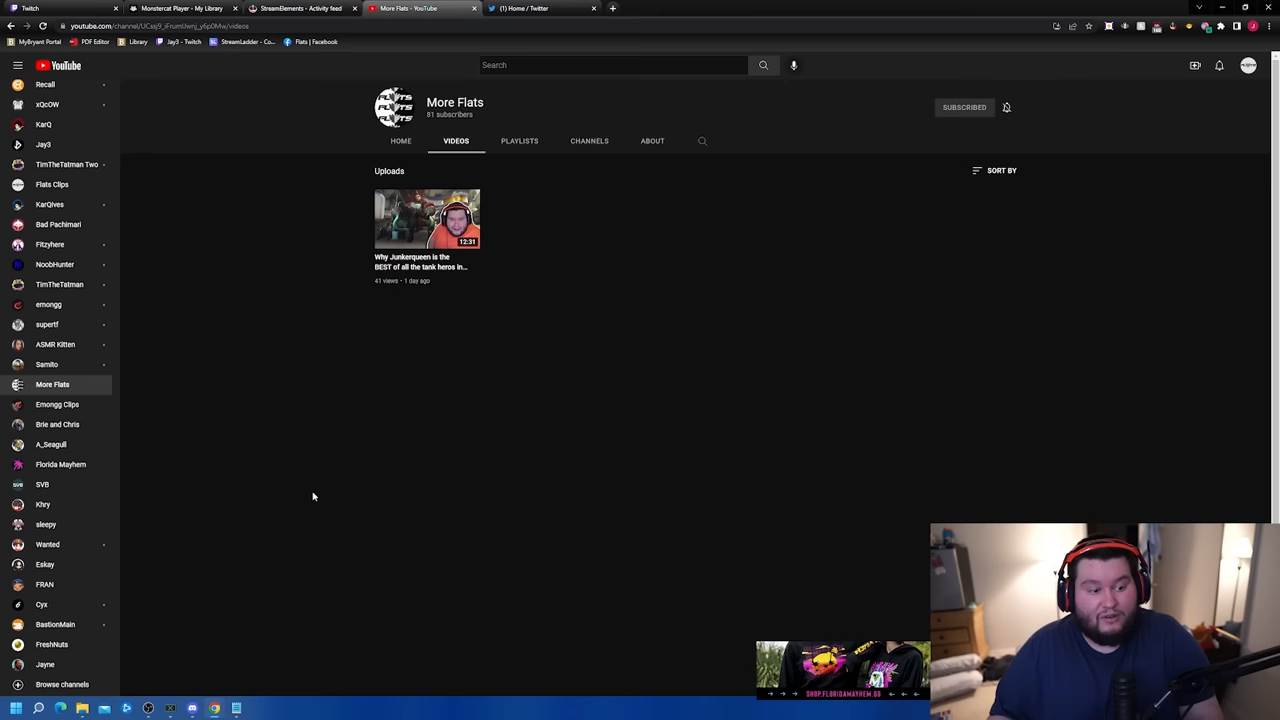 Twitch
Monstercat Player - My Library
StreamElements - Activity feed
More Flats - YouTube
(1) Home / Twitter
MyBryant Portal
PDF Editor
Library
Jay3 - Twitch
StreamLadder - Co...
Flats | Facebook
YouTube
Search
Recall
xQcOW
KarQ
Jay3
TimTheTatman Two
Flats Clips
KarQives
Bad Pachimari
Fitzyhere
NoobHunter
TimTheTatman
emongg
supertf
ASMR Kitten
Samito
More Flats
Emongg Clips
Brie and Chris
A_Seagull
Florida Mayhem
SVB
Khry
sleepy
Wanted
Eskay
FRAN
Cyx
BastionMain
FreshNuts
Jayne
Browse channels
More Flats
81 subscribers
SUBSCRIBED
HOME
VIDEOS
PLAYLISTS
CHANNELS
ABOUT
Uploads
SORT BY
12:31
Why Junkerqueen is the
BEST of all the tank heros in...
41 views • 1 day ago
SHOP.FLORIDAMAYHEM.GG